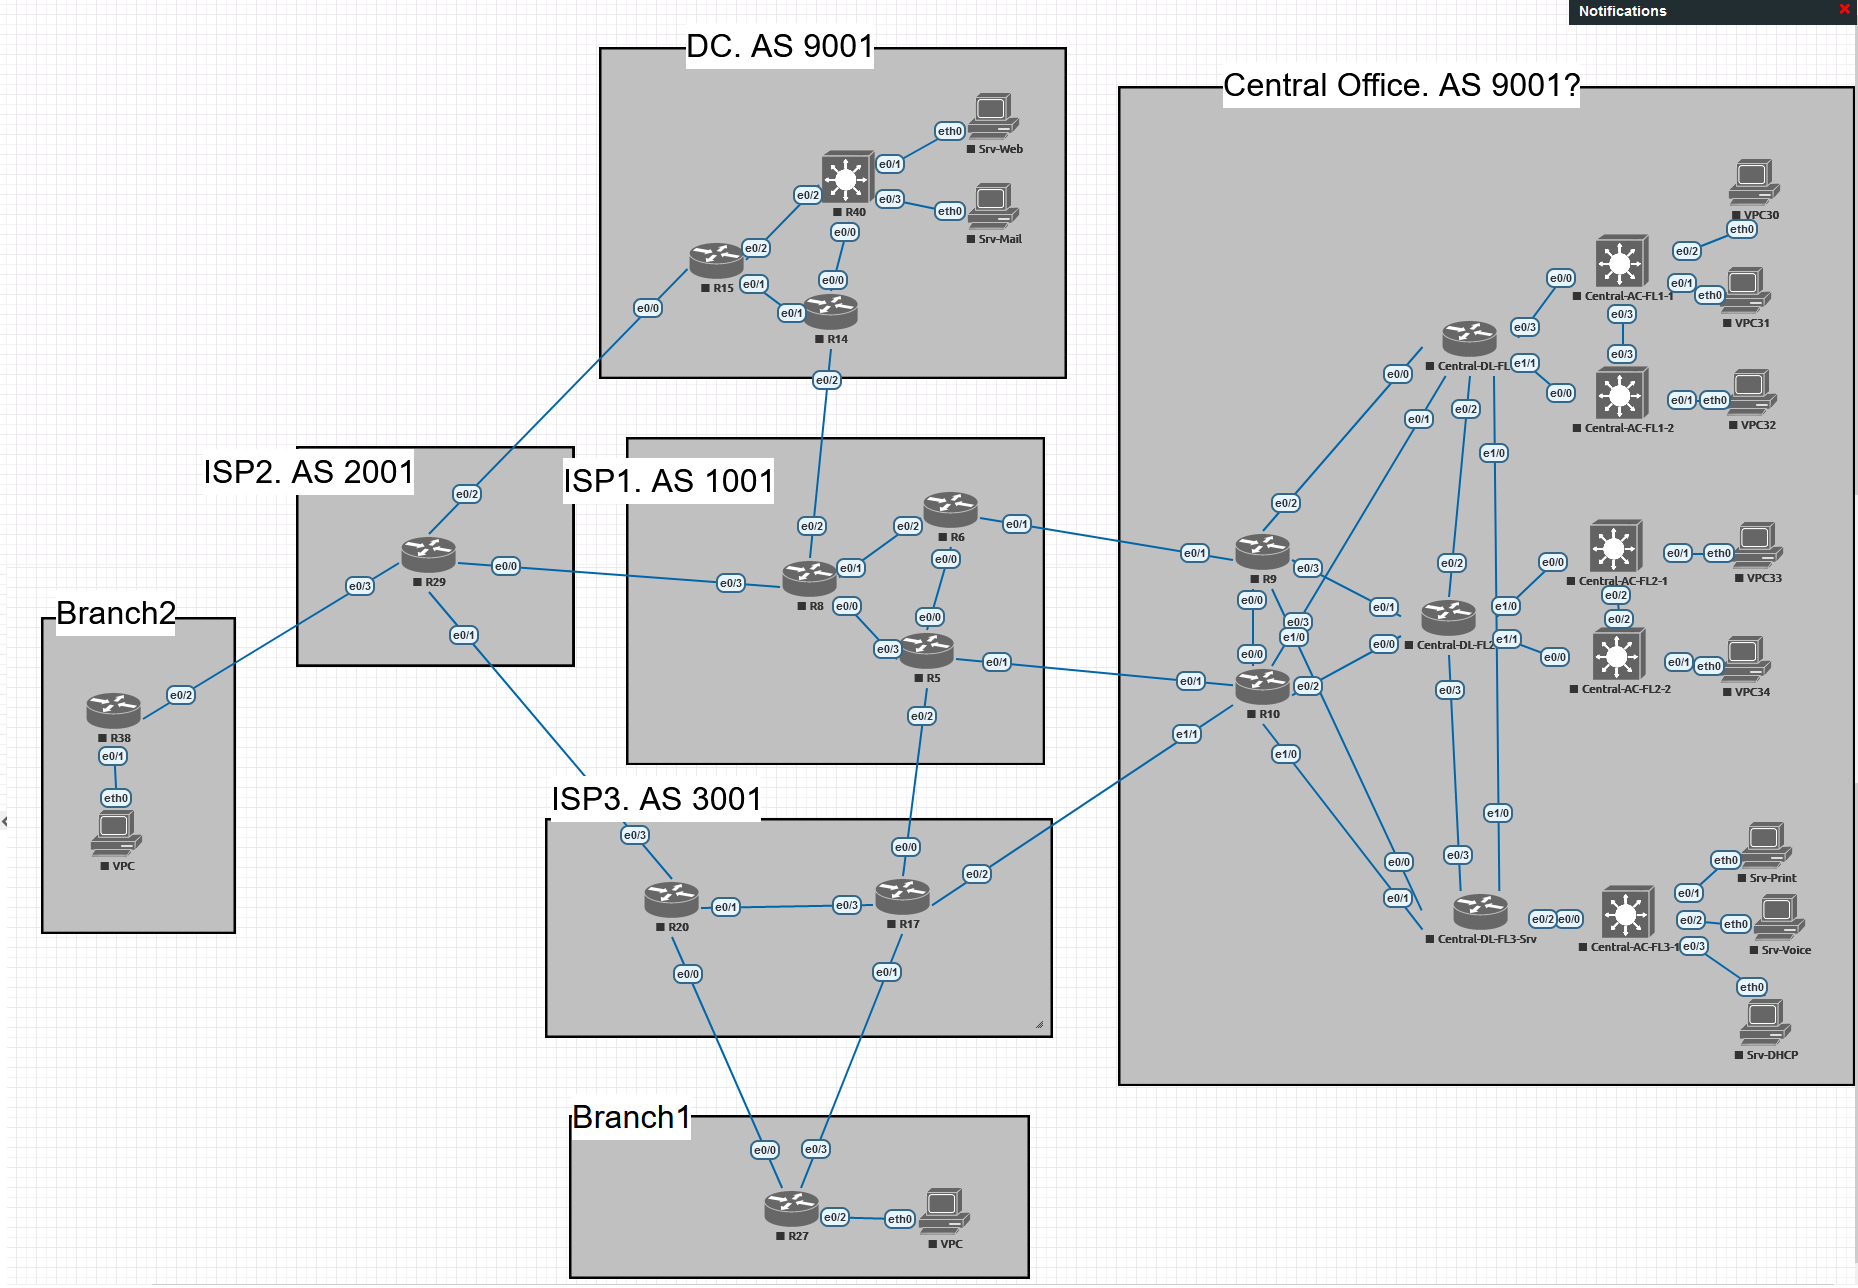 Notifications
DC. AS 9001
eth0
Srv-Web
e0/1
e0/2
R40
e0/3
eth0
Srv-Mail
e0/0
e0/2
R15
e0/1
e0/0
e0/1
R14
e0/0
e0/2
Central Office. AS 9001?
VPC30
eth0
e0/2
e0/0
Central-AC-FL1-1
e0/1
eth0
VPC31
e0/3
e0/3
e0/3
Central-DL-FL
e1/1
e0/0
e0/0
e0/1
e0/2
Central-AC-FL1-2
e0/1
eth0
VPC32
e1/0
ISP2. AS 2001
e0/2
R29
e0/0
e0/3
e0/1
ISP1. AS 1001
R6
e0/1
e0/2
e0/2
e0/1
e0/0
R8
e0/3
e0/0
e0/0
e0/3
R5
e0/1
e0/2
e0/2
e0/1
R9
e0/3
e0/0
e0/3
e1/0
e0/0
e0/1
R10
e0/2
e1/1
e1/0
e0/2
e0/1
e0/0
Central-DL-FL2
e1/0
e1/1
e0/3
e0/0
Central-AC-FL2-1
e0/1
eth0
VPC33
e0/2
e0/2
e0/0
Central-AC-FL2-2
e0/1
eth0
VPC34
e1/0
e0/3
e0/0
e0/1
Central-DL-FL3-Srv
e0/2
e0/0
Central-AC-FL3-1
e0/1
eth0
Srv-Print
e0/2
eth0
Srv-Voice
e0/3
eth0
Srv-DHCP
Branch2
e0/2
R38
e0/1
eth0
VPC
ISP3. AS 3001
e0/3
e0/0
e0/2
R20
e0/1
e0/3
R17
e0/0
e0/1
Branch1
e0/0
e0/3
R27
e0/2
eth0
VPC